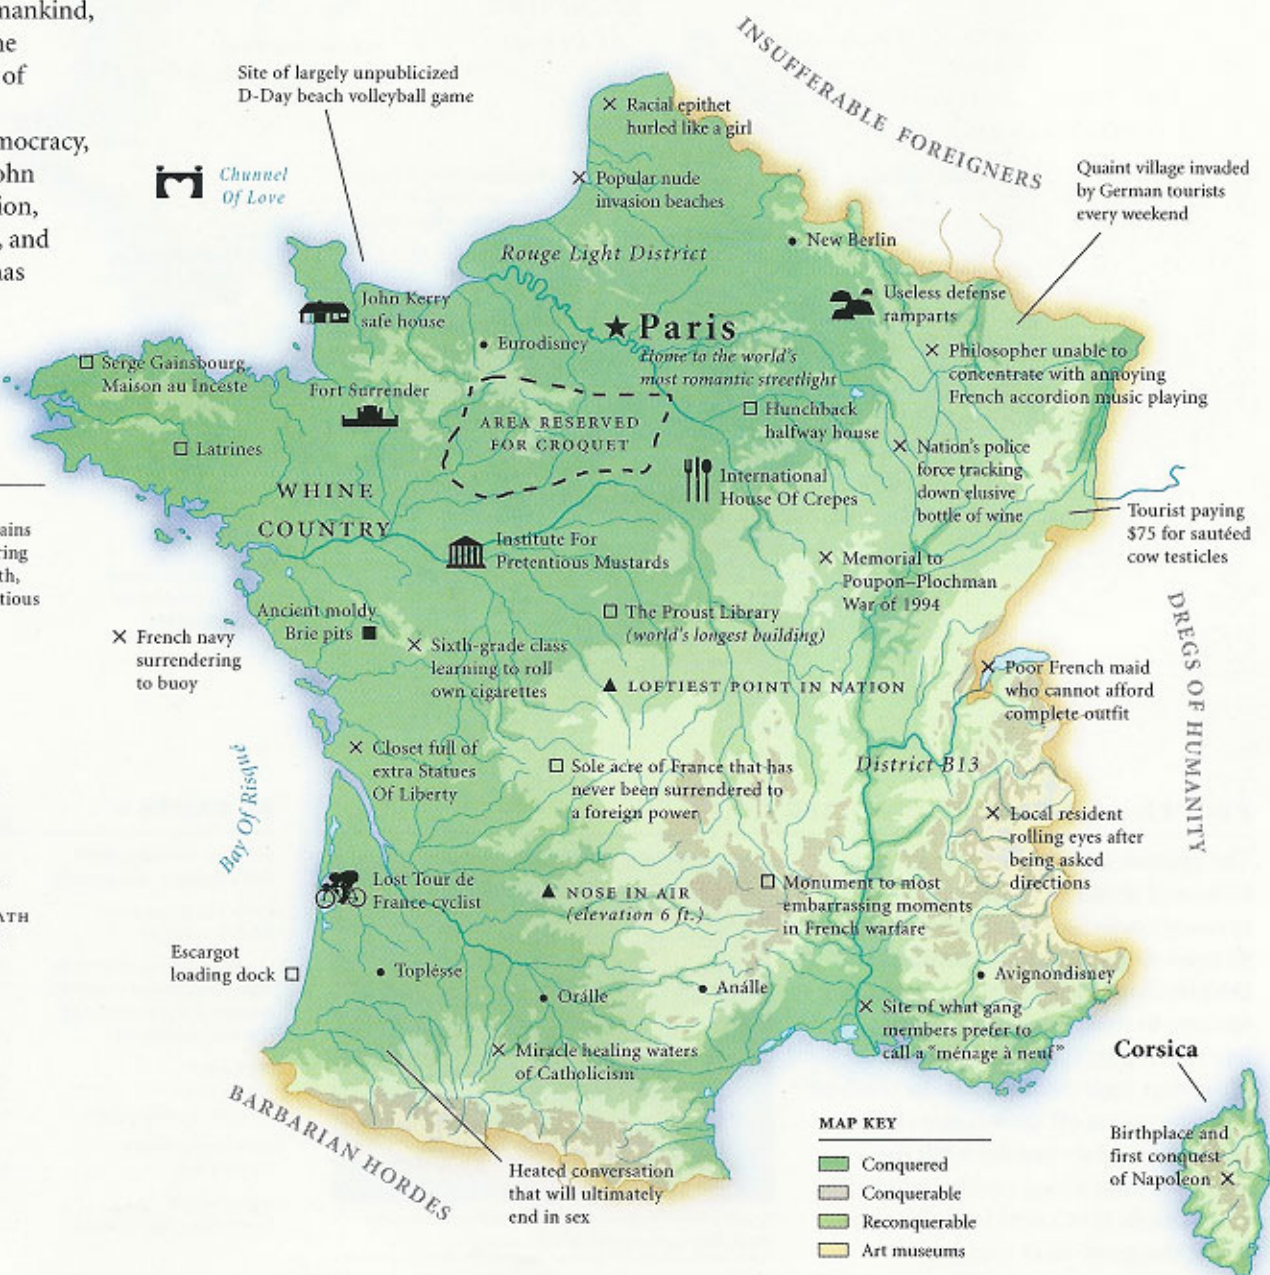 mankind,
of
mocracy,
and
Site of largely unpublicized
D-Day beach volleyball game
Chunnel
Of Love
INSUFFERABLE FOREIGNERS
× Racial epithet
hurled like a girl
× Popular nude
invasion beaches
Quaint village invaded
by German tourists
every weekend
Rouge Light District
• New Berlin
John Kerry
safe house
Useless defense
ramparts
★ Paris
Home to the world's
most romantic streetlight
• Eurodisney
× Philosopher unable to
concentrate with annoying
French accordion music playing
Serge Gainsbourg
Maison au Inceste
Fort Surrender
AREA RESERVED
FOR CROQUET
Hunchback
halfway house
Latrines
× Nation's police
force tracking
down elusive
bottle of wine
International
House Of Crepes
WHINE
COUNTRY
Tourist paying
$75 for sautéed
cow testicles
Institute For
Pretentious Mustards
× Memorial to
Poupon–Plochman
War of 1994
Ancient moldy
Brie pits
The Proust Library
(world's longest building)
× French navy
surrendering
to buoy
× Sixth-grade class
learning to roll
own cigarettes
DREGS OF HUMANITY
× Poor French maid
who cannot afford
complete outfit
LOFTIEST POINT IN NATION
× Closet full of
extra Statues
Of Liberty
Bay Of Risqué
Sole acre of France that has
never been surrendered to
a foreign power
District B13
× Local resident
rolling eyes after
being asked
directions
Lost Tour de
France cyclist
NOSE IN AIR
(elevation 6 ft.)
Monument to most
embarrassing moments
in French warfare
Escargot
loading dock
• Toplésse
• Orálle
• Análle
• Avignondisney
× Site of what gang
members prefer to
call a "ménage à neuf"
× Miracle healing waters
of Catholicism
Corsica
BARBARIAN HORDES
Heated conversation
that will ultimately
end in sex
Birthplace and
first conquest
of Napoleon ×
MAP KEY
Conquered
Conquerable
Reconquerable
Art museums